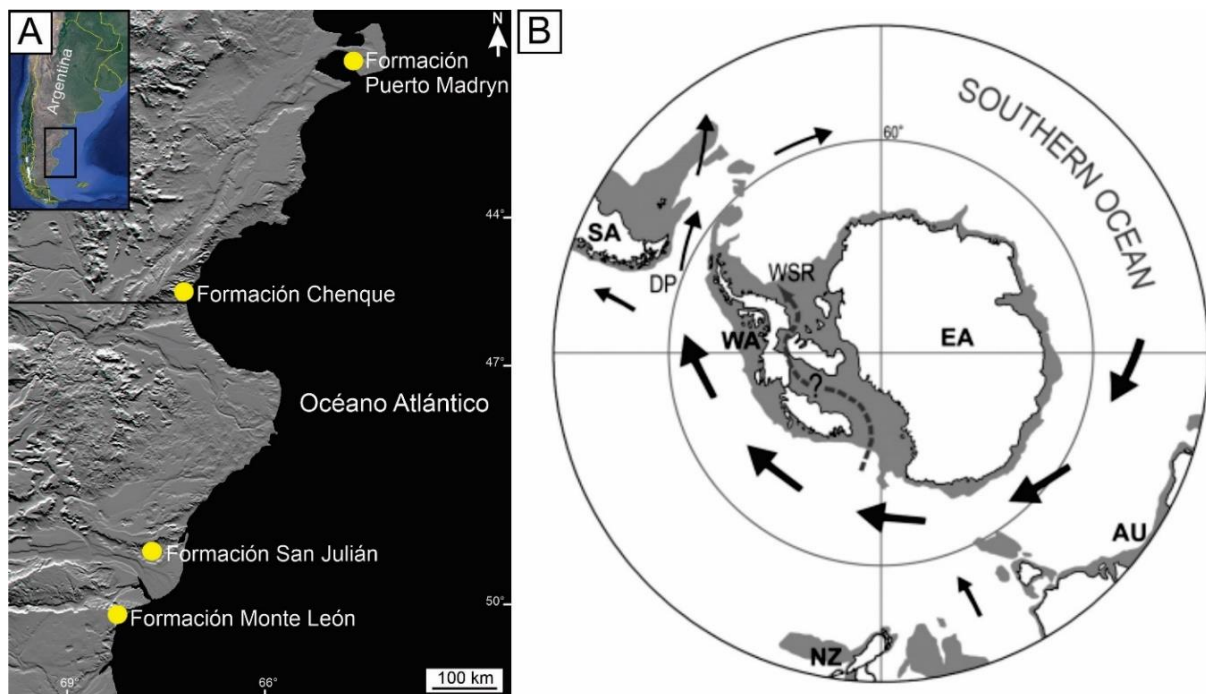 A
Argentina
N
Formación
Puerto Madryn
44°
Formación Chenque
47°
Océano Atlántico
Formación San Julián
50°
Formación Monte León
69°
66°
100 km
B
SOUTHERN OCEAN
60°
SA
DP
WSR
WA
EA
?
AU
NZ